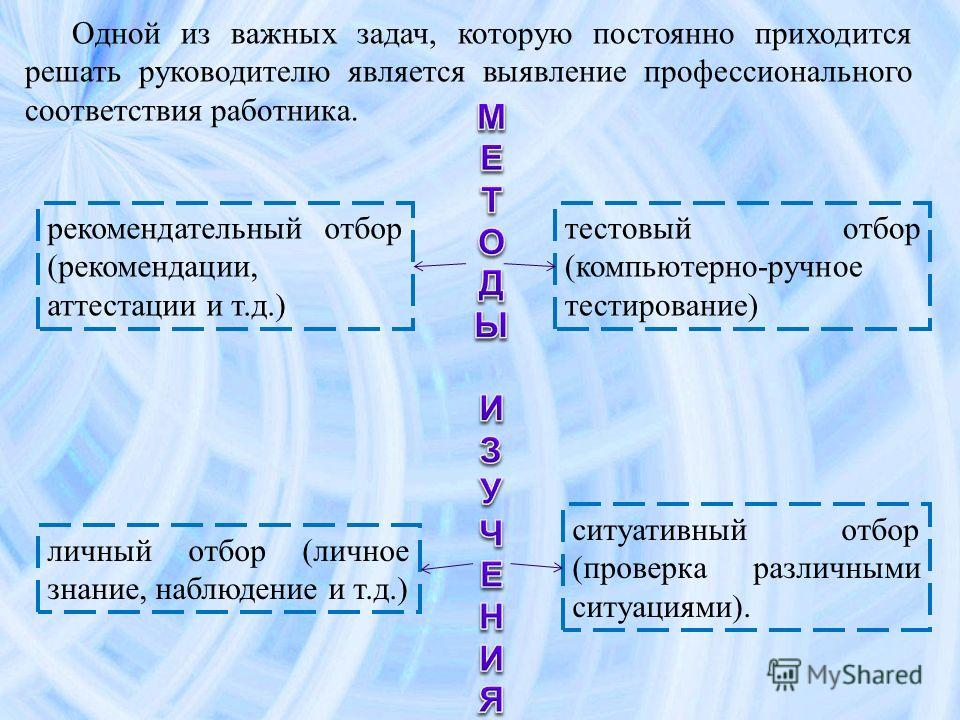 Одной из важных задач, которую постоянно приходится
решать руководителю является выявление профессионального
соответствия работника.
МЕТОДЫ ИЗУЧЕНИЯ
рекомендательный отбор
(рекомендации,
аттестации и т.д.)
тестовый отбор
(компьютерно-ручное
тестирование)
личный отбор (личное
знание, наблюдение и т.д.)
ситуативный отбор
(проверка различными
ситуациями).
MyShared